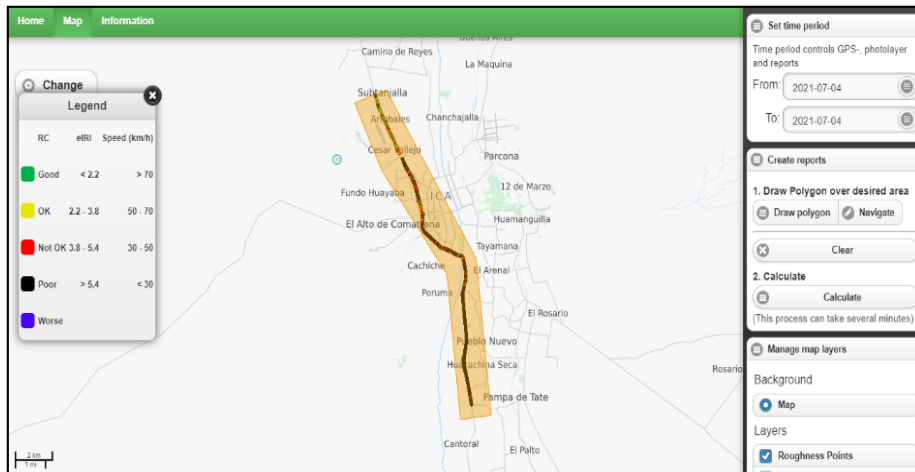 Home Map Information
Change
Legend
RC eIRI Speed (km/h)
Good < 2.2 > 70
OK 2.2 - 3.8 50 - 70
Not OK 3.8 - 5.4 30 - 50
Poor > 5.4 < 30
Worse
Camino de Reyes
La Maquina
Subtanjalla
Chanchajalla
Cesar Vallejo
Parcona
Fundo Huayaba
ICA
12 de Marzo
El Alto de Comatrana
Huamanguilla
Tayamana
Cachiche
El Arenal
Poruma
El Rosario
Pueblo Nuevo
Huacachina Seca
Rosario
Pampa de Tate
Cantoral
El Palto
2 km
1 mi
Set time period
Time period controls GPS-, photolayer
and reports
From: 2021-07-04
To: 2021-07-04
Create reports
1. Draw Polygon over desired area
Draw polygon Navigate
Clear
2. Calculate
Calculate
(This process can take several minutes)
Manage map layers
Background
Map
Layers
Roughness Points